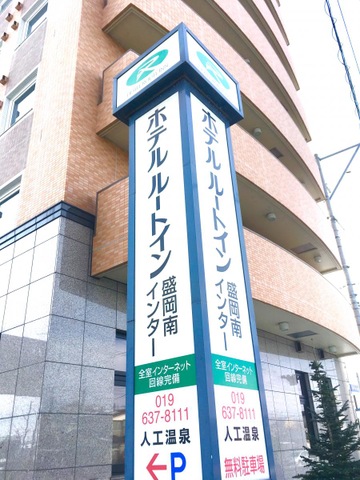 ホテルルートイン
盛岡南
インター
全室インターネット
回線完備
019
637-8111
人工温泉
←P
ホテルルートイン
盛岡南
インター
全室インターネット
回線完備
019
637-8111
人工温泉
無料駐車場